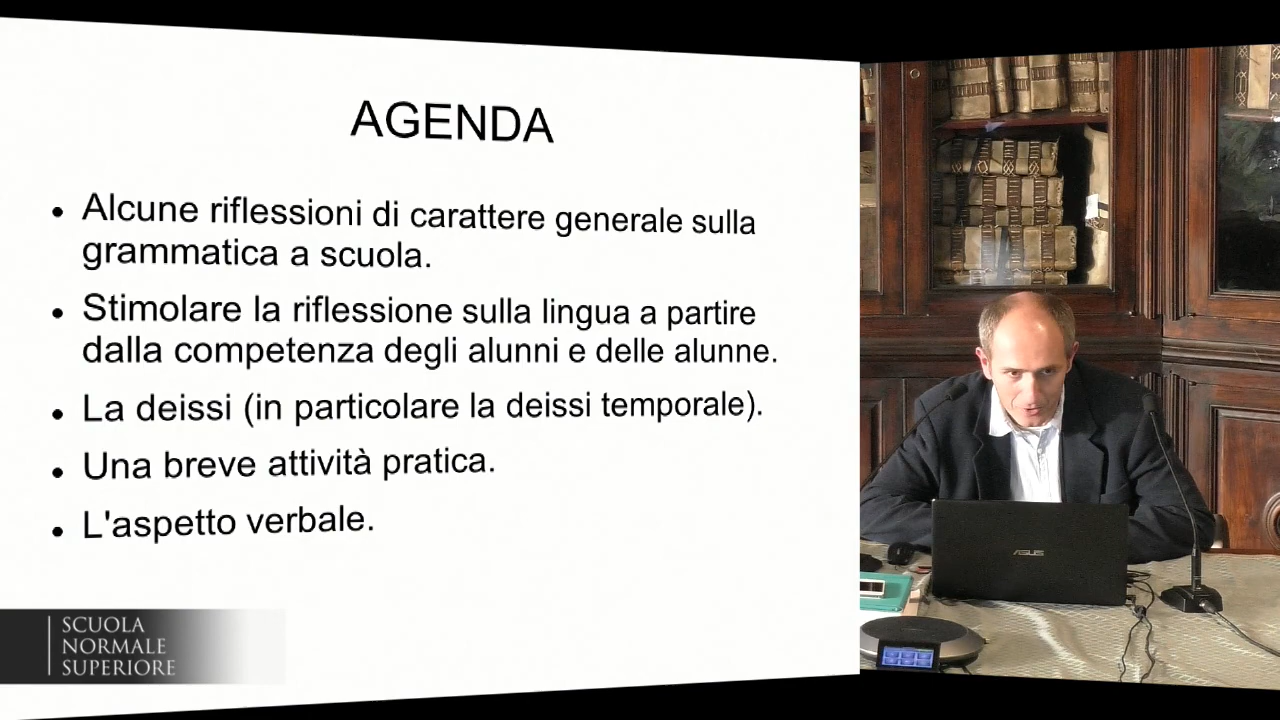 AGENDA
• Alcune riflessioni di carattere generale sulla
grammatica a scuola.
• Stimolare la riflessione sulla lingua a partire
dalla competenza degli alunni e delle alunne.
• La deissi (in particolare la deissi temporale).
• Una breve attività pratica.
• L'aspetto verbale.
SCUOLA
NORMALE
SUPERIORE
ASUS